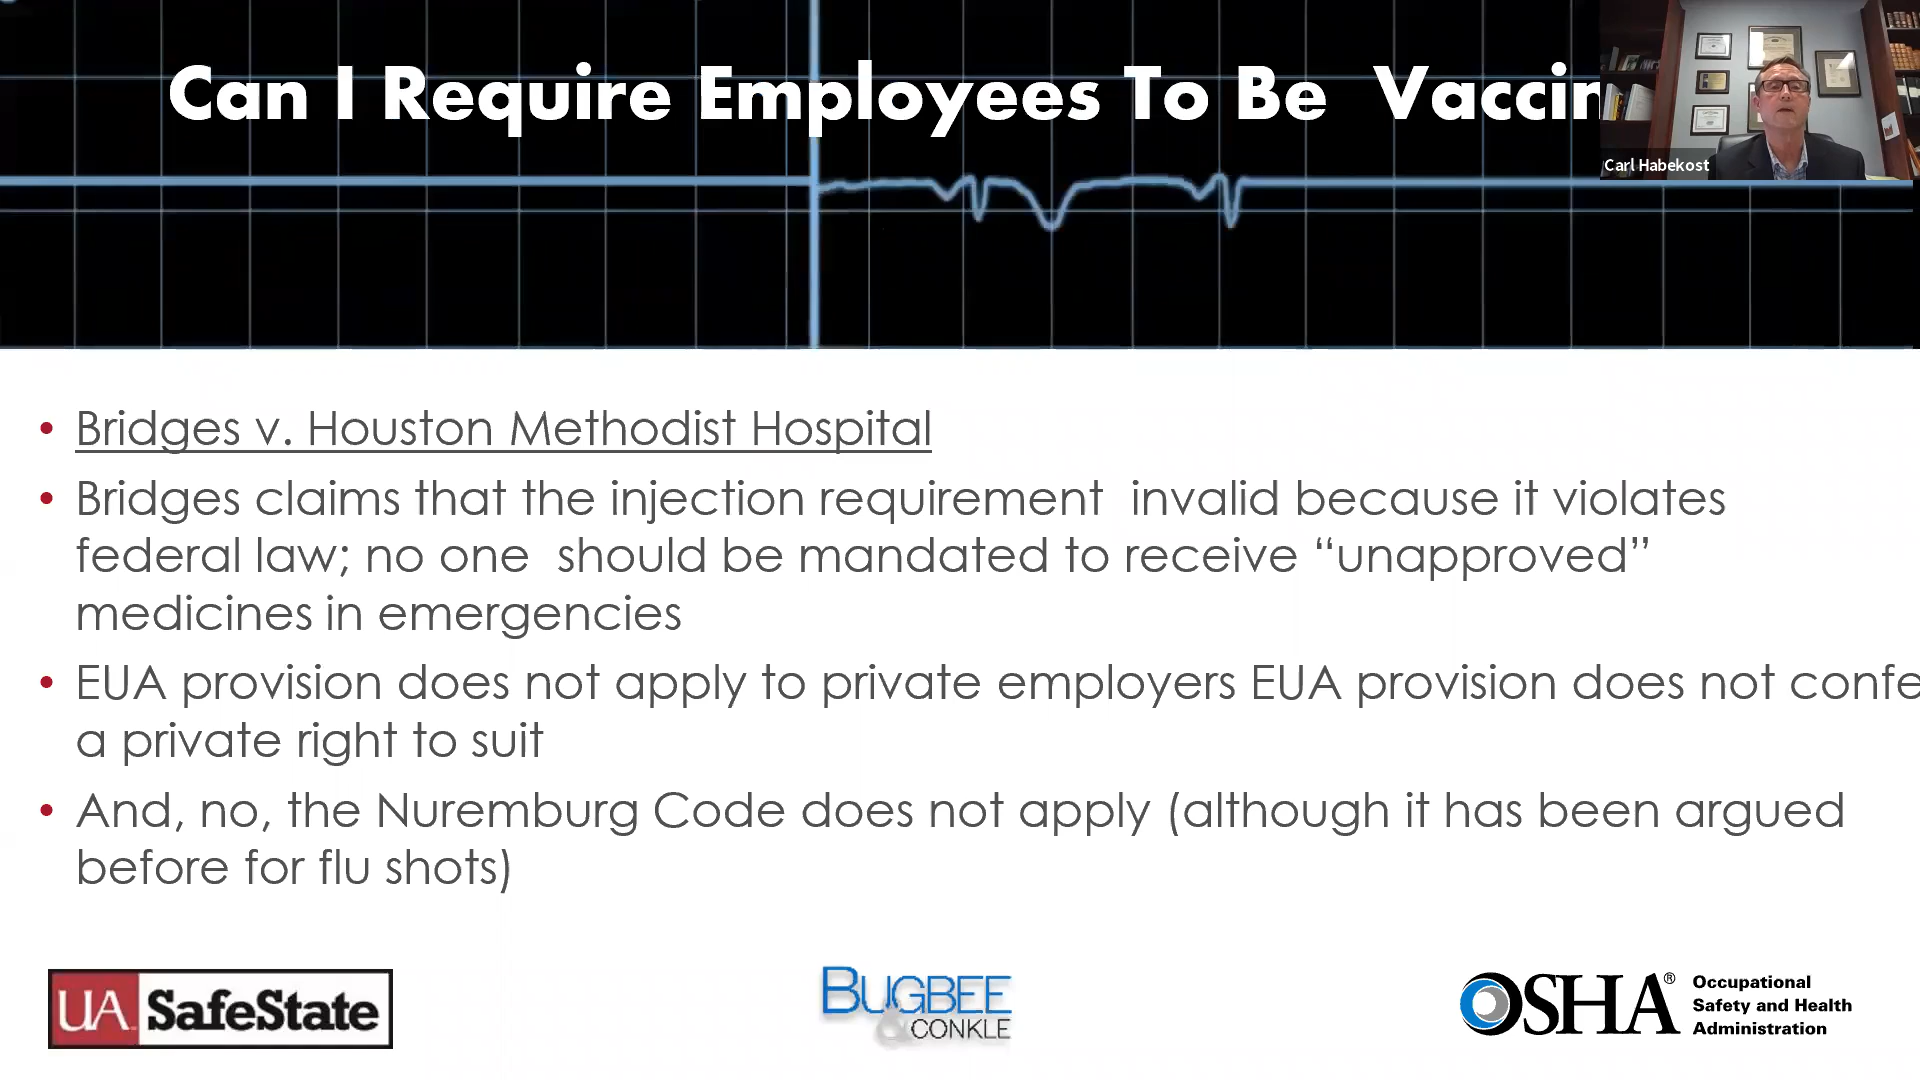 Can I Require Employees To Be  Vaccin
Carl Habekost
• Bridges v. Houston Methodist Hospital
• Bridges claims that the injection requirement  invalid because it violates
federal law; no one  should be mandated to receive “unapproved”
medicines in emergencies
• EUA provision does not apply to private employers EUA provision does not confe
a private right to suit
• And, no, the Nuremburg Code does not apply (although it has been argued
before for flu shots)
UA SafeState
BUGBEE
& CONKLE
OSHA® Occupational
Safety and Health
Administration